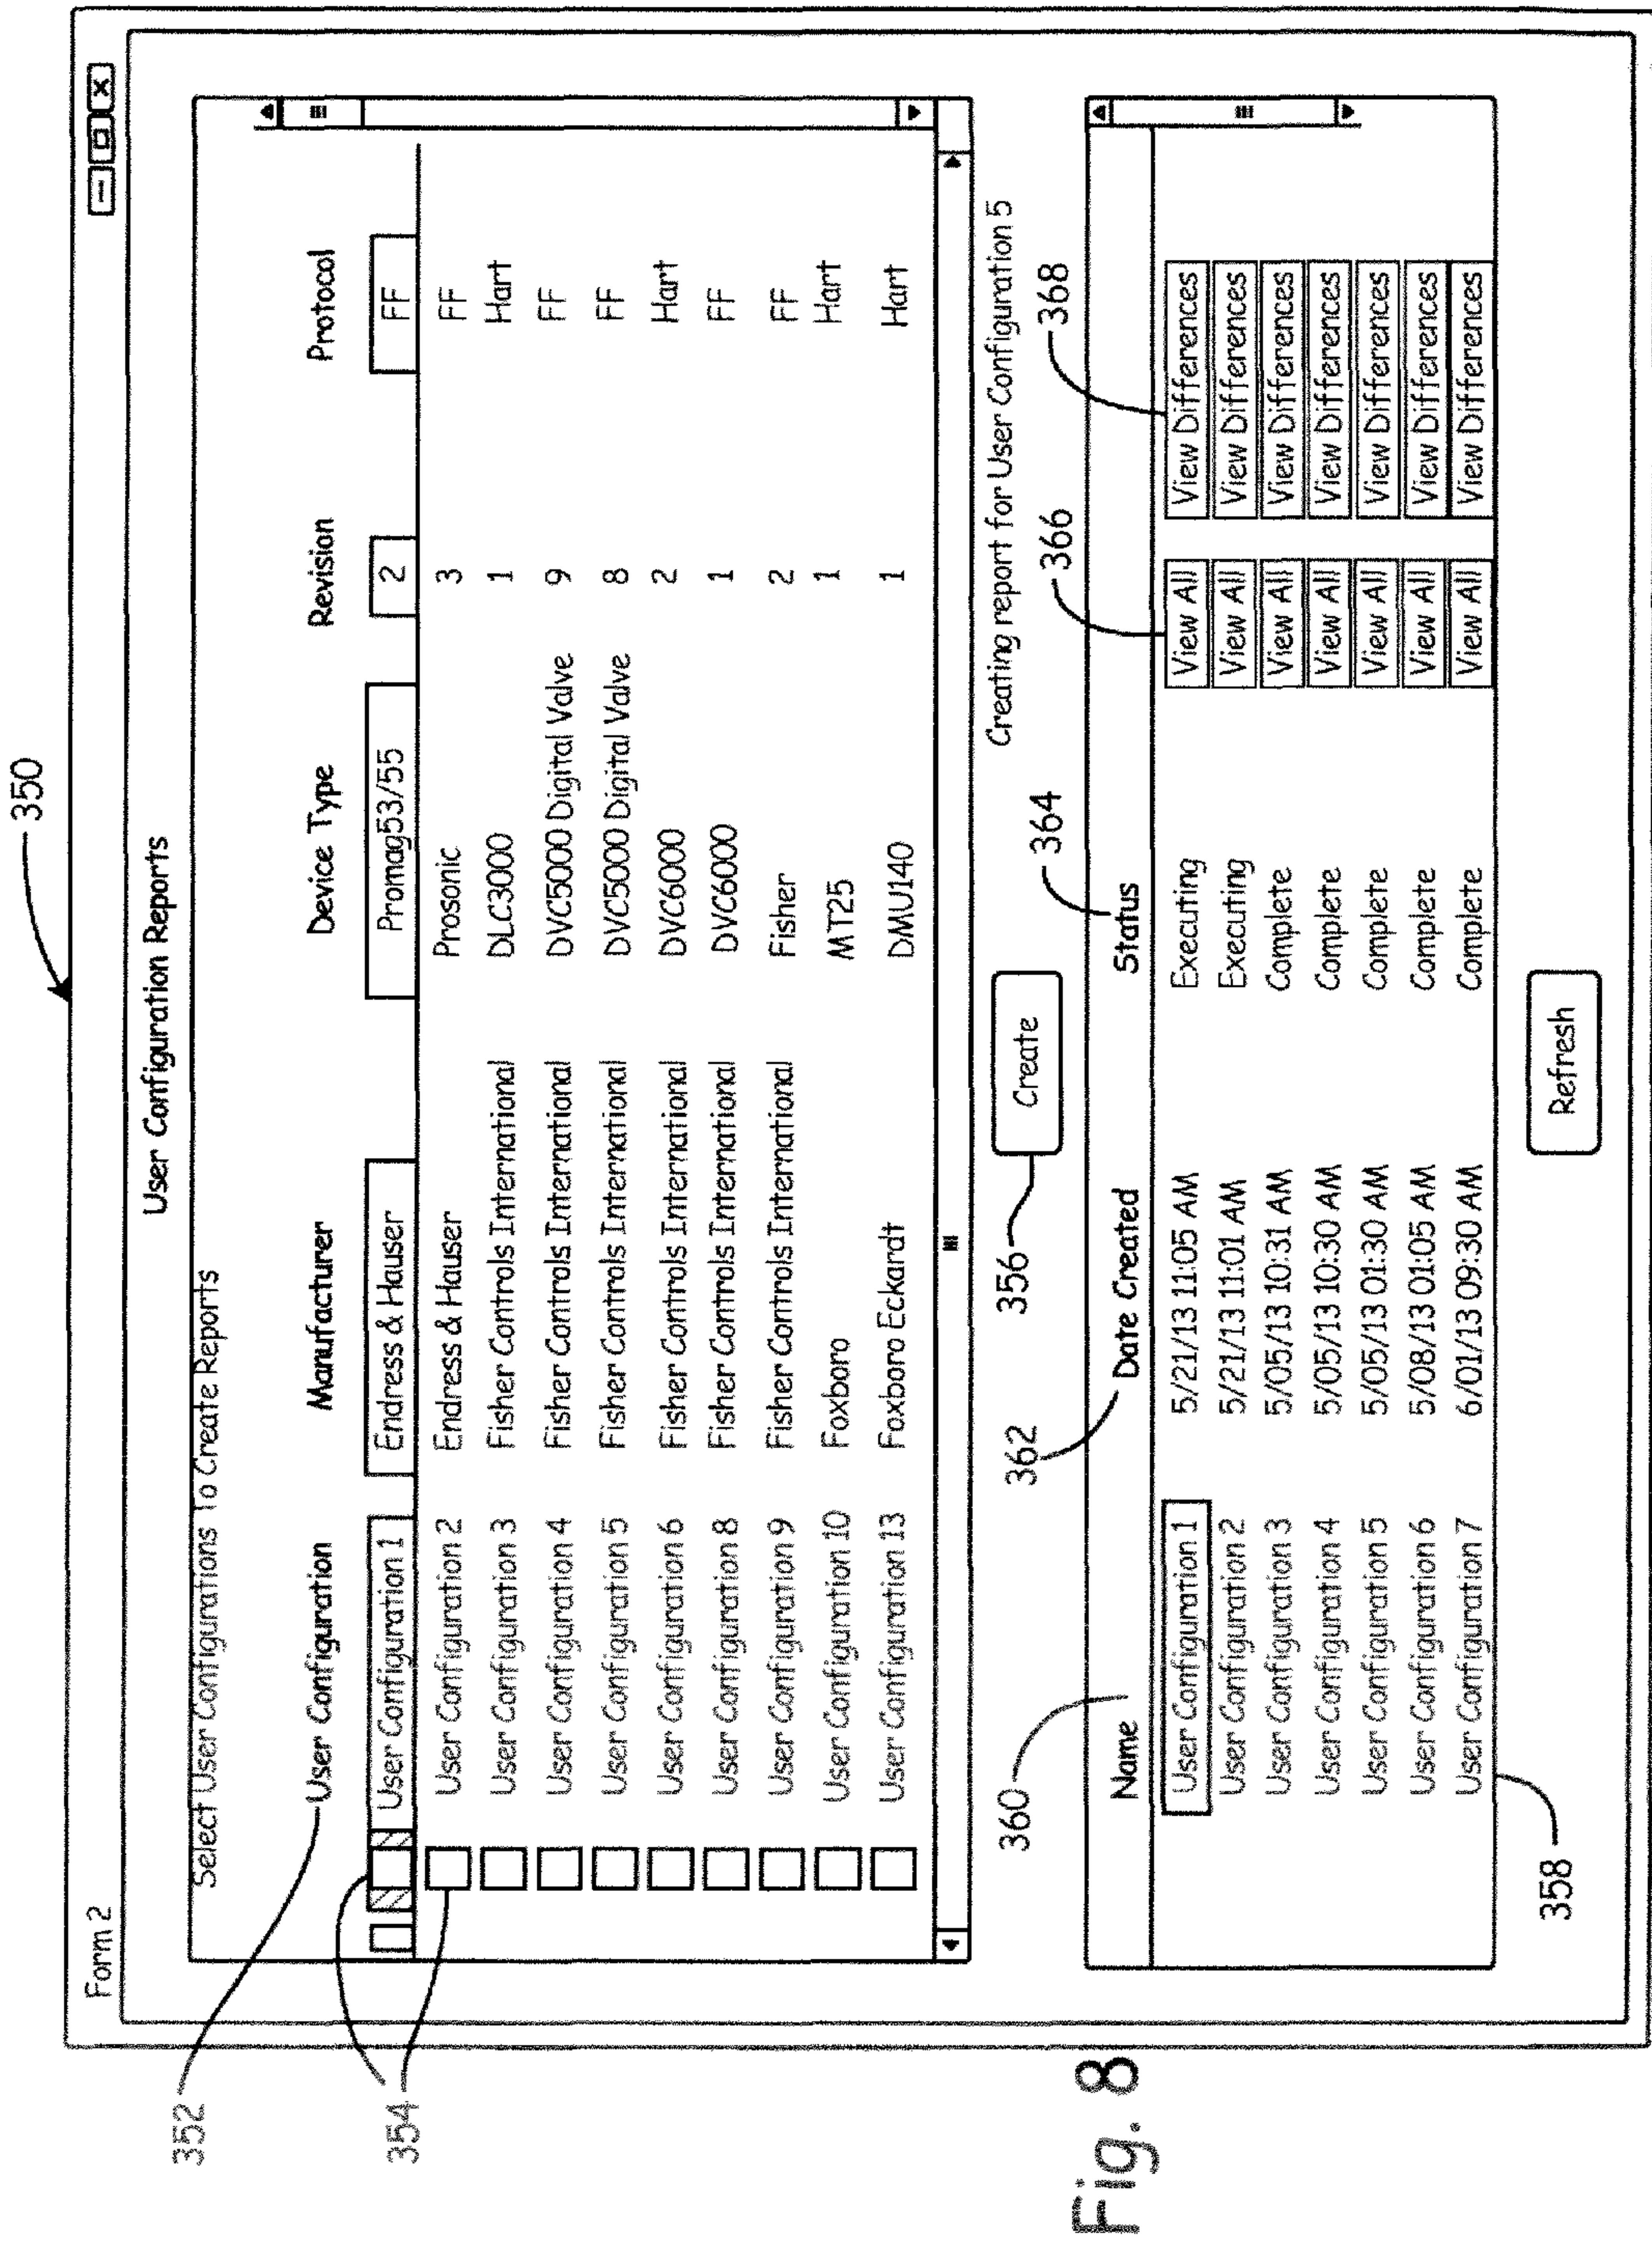 350
Form 2
User Configuration Reports
Select User Configurations To Create Reports
352
User Configuration Manufacturer Device Type Revision Protocol
354
User Configuration 1 Endress & Hauser Promag53/55 2 FF
User Configuration 2 Endress & Hauser Prosonic 3 FF
User Configuration 3 Fisher Controls International DLC3000 1 Hart
User Configuration 4 Fisher Controls International DVC5000 Digital Valve 9 FF
User Configuration 5 Fisher Controls International DVC5000 Digital Valve 8 FF
User Configuration 6 Fisher Controls International DVC6000 2 Hart
User Configuration 8 Fisher Controls International DVC6000 1 FF
User Configuration 9 Fisher Controls International Fisher 2 FF
User Configuration 10 Foxboro MT25 1 Hart
User Configuration 13 Foxboro Eckardt DMU140 1 Hart
356 Create Creating report for User Configuration 5
360 362 364 366 368
Name Date Created Status
User Configuration 1 5/21/13 11:05 AM Executing View All View Differences
User Configuration 2 5/21/13 11:01 AM Executing View All View Differences
User Configuration 3 5/05/13 10:31 AM Complete View All View Differences
User Configuration 4 5/05/13 10:30 AM Complete View All View Differences
User Configuration 5 5/05/13 01:30 AM Complete View All View Differences
User Configuration 6 5/08/13 01:05 AM Complete View All View Differences
User Configuration 7 6/01/13 09:30 AM Complete View All View Differences
358
Refresh
Fig. 8